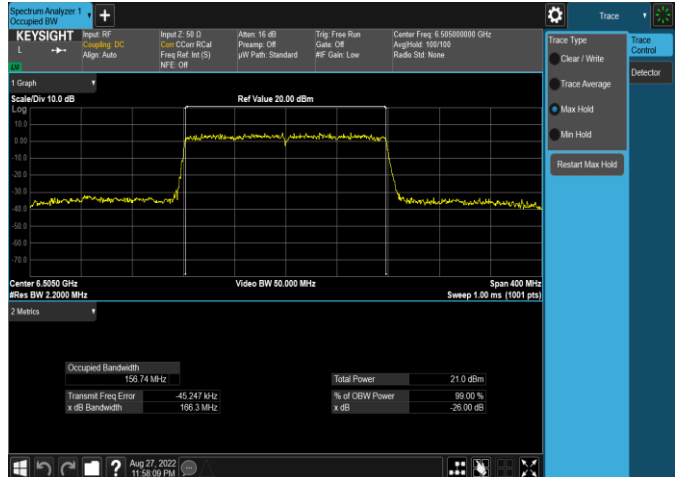 Spectrum Analyzer 1
Occupied BW
Trace
KEYSIGHT
Input: RF
Coupling: DC
Align: Auto
Input Z: 50 Ω
Corr CCorr RCal
Freq Ref: Int (S)
NFE: Off
Atten: 16 dB
Preamp: Off
µW Path: Standard
Trig: Free Run
Gate: Off
#IF Gain: Low
Center Freq: 6.505000000 GHz
Avg|Hold: 100/100
Radio Std: None
L
Trace Type
Clear / Write
Trace Average
Max Hold
Min Hold
Restart Max Hold
Trace
Control
Detector
1 Graph
Scale/Div 10.0 dB
Ref Value 20.00 dBm
Log
10.0
0.00
-10.0
-20.0
-30.0
-40.0
-50.0
-60.0
-70.0
Center 6.5050 GHz
Video BW 50.000 MHz
Span 400 MHz
#Res BW 2.2000 MHz
Sweep 1.00 ms (1001 pts)
2 Metrics
Occupied Bandwidth
156.74 MHz
Total Power 21.0 dBm
Transmit Freq Error -45.247 kHz
% of OBW Power 99.00 %
x dB Bandwidth 166.3 MHz
x dB -26.00 dB
Aug 27, 2022
11:58:09 PM